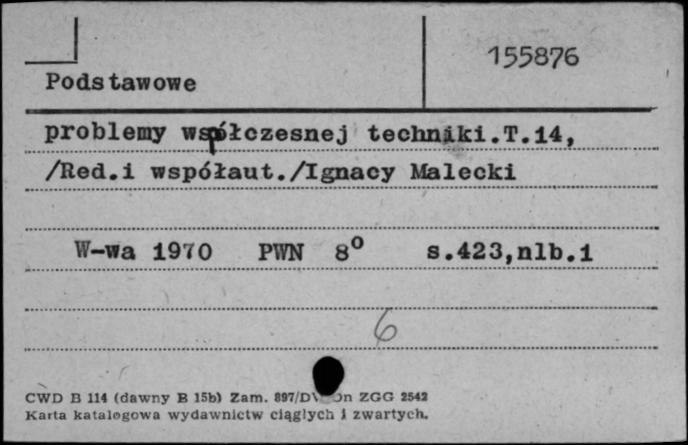 155876
Podstawowe
problemy współczesnej techniki.T.14,
/Red.i współaut./Ignacy Malecki
W-wa 1970 PWN 8° s.423,nlb.1
6
CWD B 114 (dawny B 15b) Zam. 897/D ZGG 2542
Karta katalogowa wydawnictw ciągłych i zwartych.